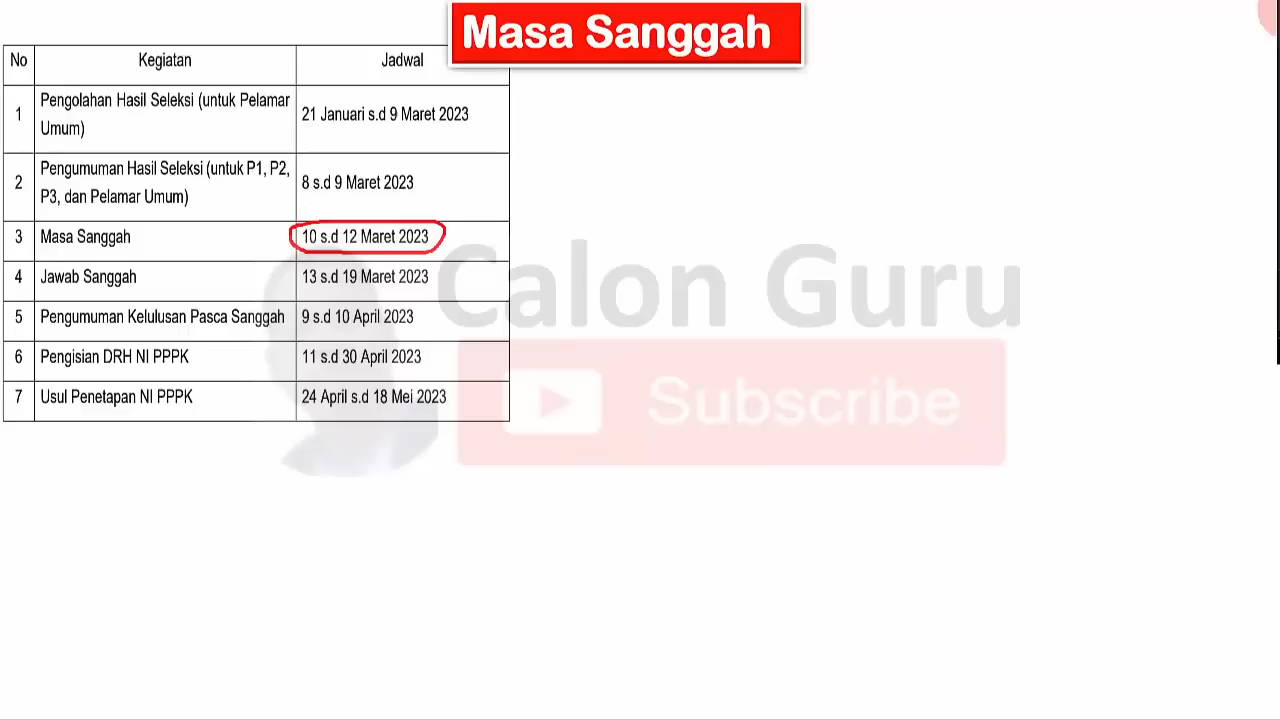 Masa Sanggah
No Kegiatan Jadwal
1 Pengolahan Hasil Seleksi (untuk Pelamar Umum) 21 Januari s.d 9 Maret 2023
2 Pengumuman Hasil Seleksi (untuk P1, P2, P3, dan Pelamar Umum) 8 s.d 9 Maret 2023
3 Masa Sanggah 10 s.d 12 Maret 2023
4 Jawab Sanggah 13 s.d 19 Maret 2023
5 Pengumuman Kelulusan Pasca Sanggah 9 s.d 10 April 2023
6 Pengisian DRH NI PPPK 11 s.d 30 April 2023
7 Usul Penetapan NI PPPK 24 April s.d 18 Mei 2023
Calon Guru
Subscribe